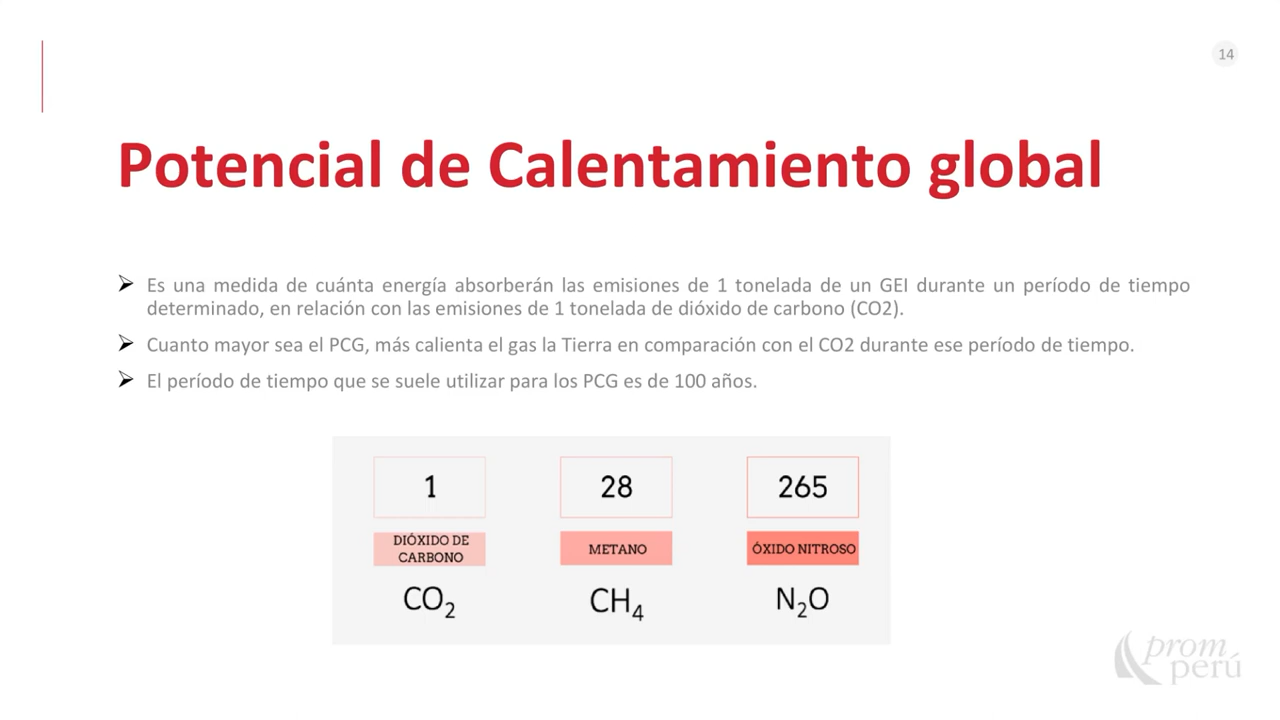 14
Potencial de Calentamiento global
Es una medida de cuánta energía absorberán las emisiones de 1 tonelada de un GEI durante un período de tiempo
determinado, en relación con las emisiones de 1 tonelada de dióxido de carbono (CO2).
Cuanto mayor sea el PCG, más calienta el gas la Tierra en comparación con el CO2 durante ese período de tiempo.
El período de tiempo que se suele utilizar para los PCG es de 100 años.
1 28 265
DIÓXIDO DE
CARBONO METANO ÓXIDO NITROSO
CO₂ CH₄ N₂O
prom
perú